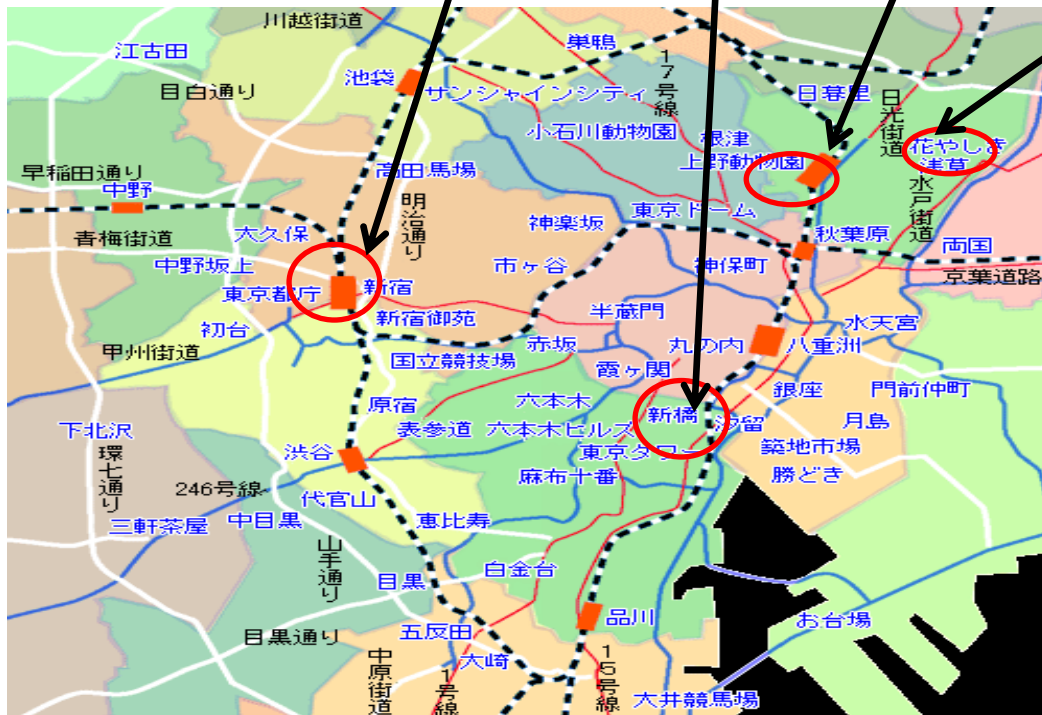 川越街道
江古田
巣鴨
17号線
池袋
サンシャインシティ
目白通り
日暮里
日光街道
小石川動物園
根津
花やしき
上野動物園
浅草
早稲田通り
高田馬場
中野
明治通り
東京ドーム
水戸街道
神楽坂
秋葉原
青梅街道
大久保
両国
中野坂上
市ヶ谷
神保町
京葉道路
東京都庁
新宿
半蔵門
新宿御苑
水天宮
初台
赤坂
丸の内
八重洲
甲州街道
国立競技場
霞ヶ関
銀座
門前仲町
原宿
六本木
新橋
汐留
月島
下北沢
表参道
六本木ヒルズ
築地市場
渋谷
東京タワー
環七通り
麻布十番
勝どき
246号線
代官山
三軒茶屋
中目黒
恵比寿
山手通り
白金台
目黒
品川
お台場
目黒通り
五反田
大崎
中原街道
1号線
15号線
大井競馬場